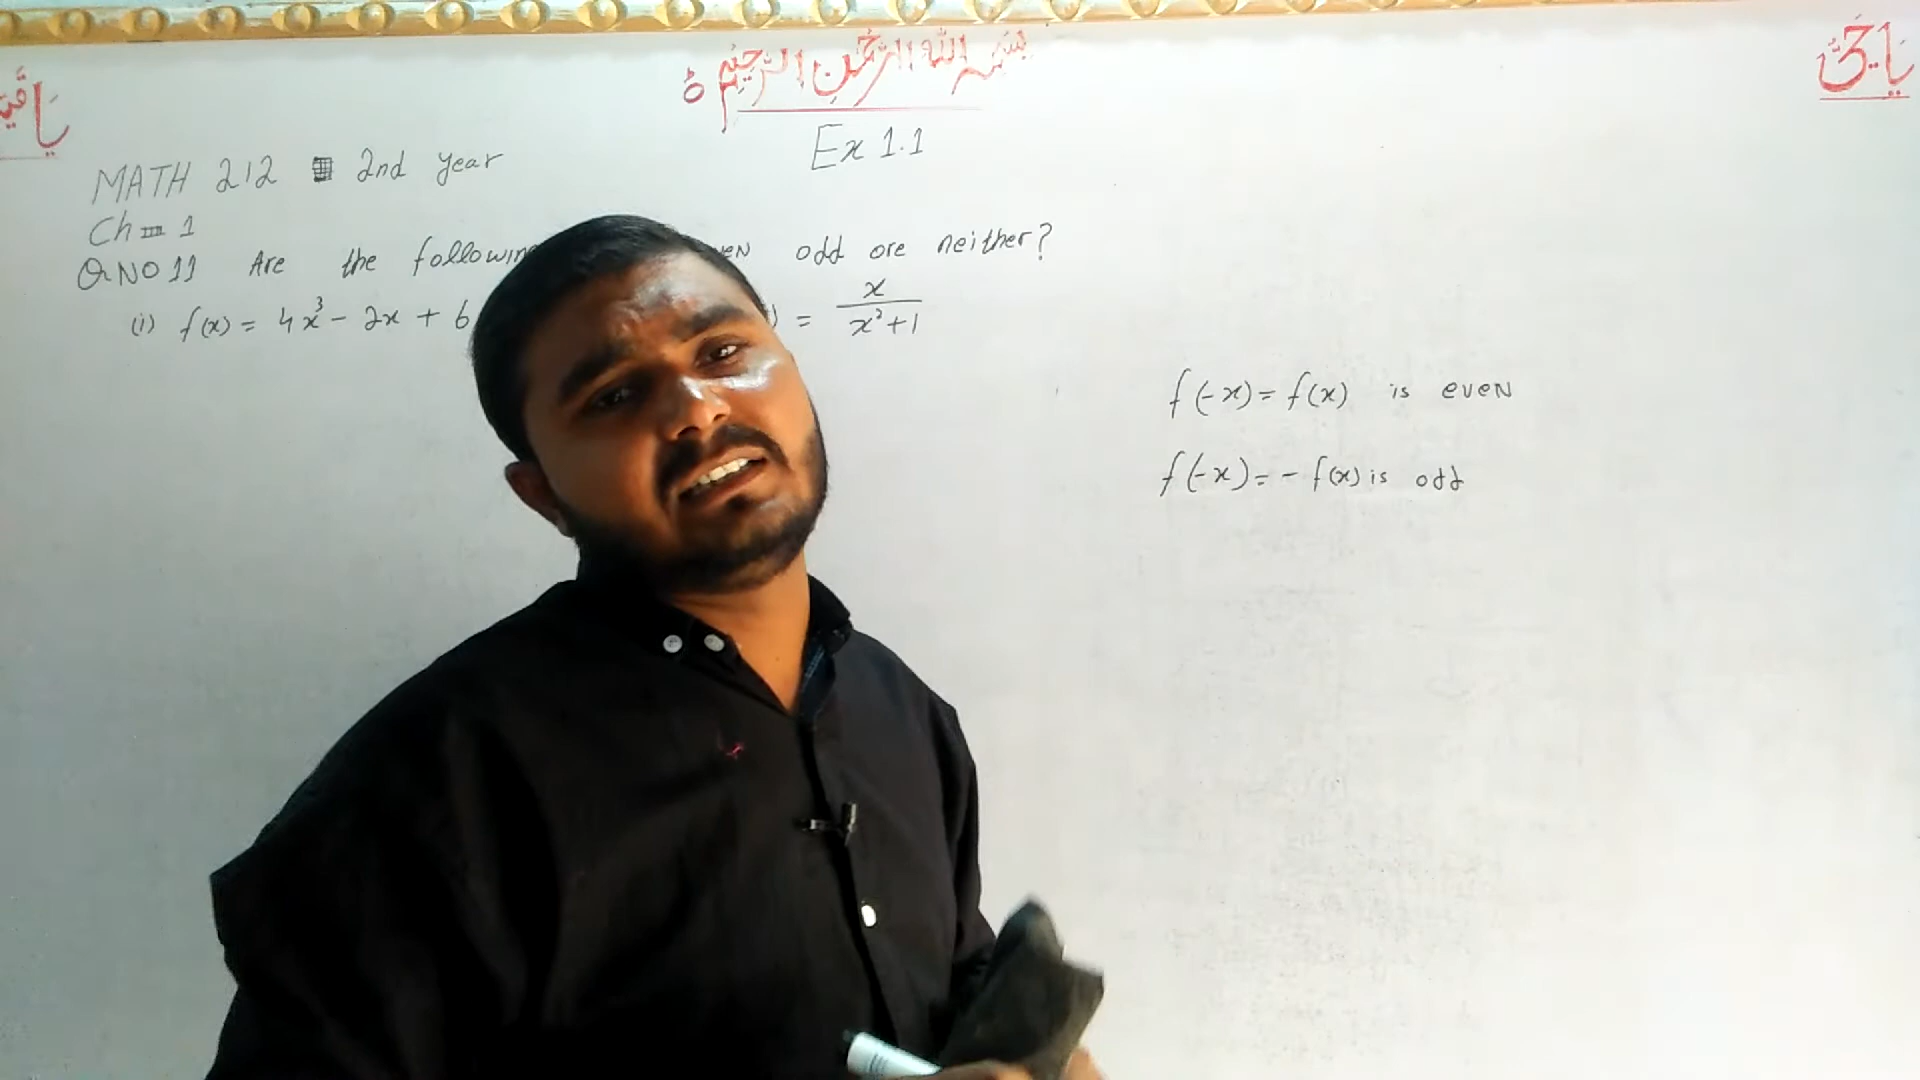 بسم الله الرحمن الرحيم
یَا حَیُّ
Ex 1.1
MATH 212 2nd year
Ch = 1
Q NO 11 Are the following odd ore neither?
(i) f(x) = 4x³ - 2x + 6 ) = x / x²+1
f(-x) = f(x) is eveN
f(-x) = - f(x) is odd